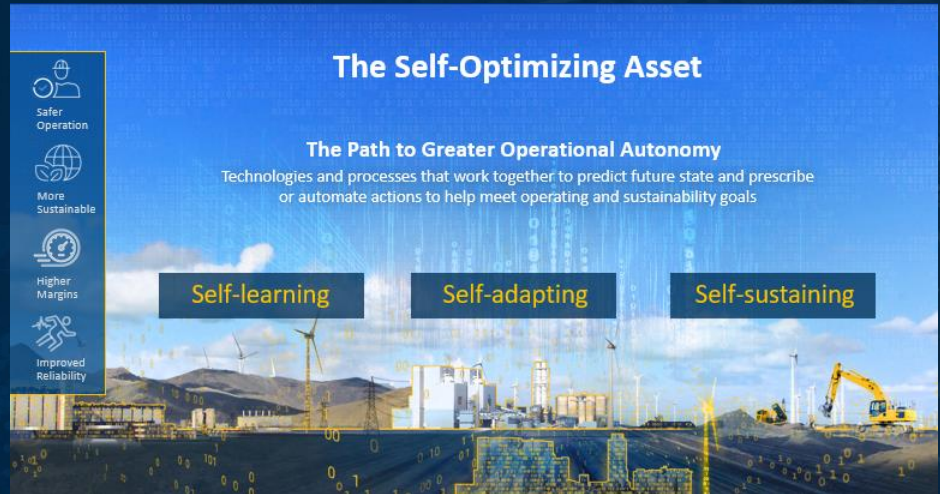 The Self-Optimizing Asset
The Path to Greater Operational Autonomy
Technologies and processes that work together to predict future state and prescribe
or automate actions to help meet operating and sustainability goals
Safer
Operation
More
Sustainable
Higher
Margins
Improved
Reliability
Self-learning
Self-adapting
Self-sustaining